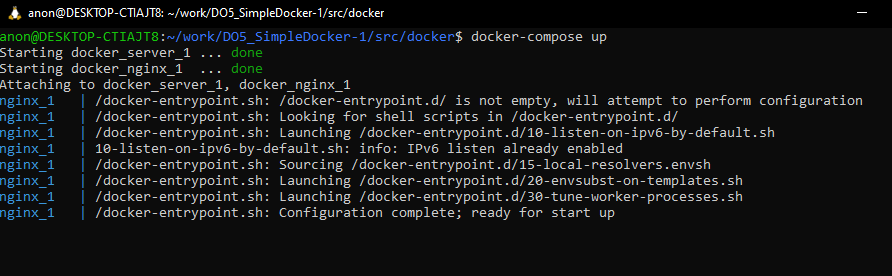 anon@DESKTOP-CTIAJT8: ~/work/DO5_SimpleDocker-1/src/docker
anon@DESKTOP-CTIAJT8:~/work/DO5_SimpleDocker-1/src/docker$ docker-compose up
Starting docker_server_1 ... done
Starting docker_nginx_1  ... done
Attaching to docker_server_1, docker_nginx_1
nginx_1   | /docker-entrypoint.sh: /docker-entrypoint.d/ is not empty, will attempt to perform configuration
nginx_1   | /docker-entrypoint.sh: Looking for shell scripts in /docker-entrypoint.d/
nginx_1   | /docker-entrypoint.sh: Launching /docker-entrypoint.d/10-listen-on-ipv6-by-default.sh
nginx_1   | 10-listen-on-ipv6-by-default.sh: info: IPv6 listen already enabled
nginx_1   | /docker-entrypoint.sh: Sourcing /docker-entrypoint.d/15-local-resolvers.envsh
nginx_1   | /docker-entrypoint.sh: Launching /docker-entrypoint.d/20-envsubst-on-templates.sh
nginx_1   | /docker-entrypoint.sh: Launching /docker-entrypoint.d/30-tune-worker-processes.sh
nginx_1   | /docker-entrypoint.sh: Configuration complete; ready for start up